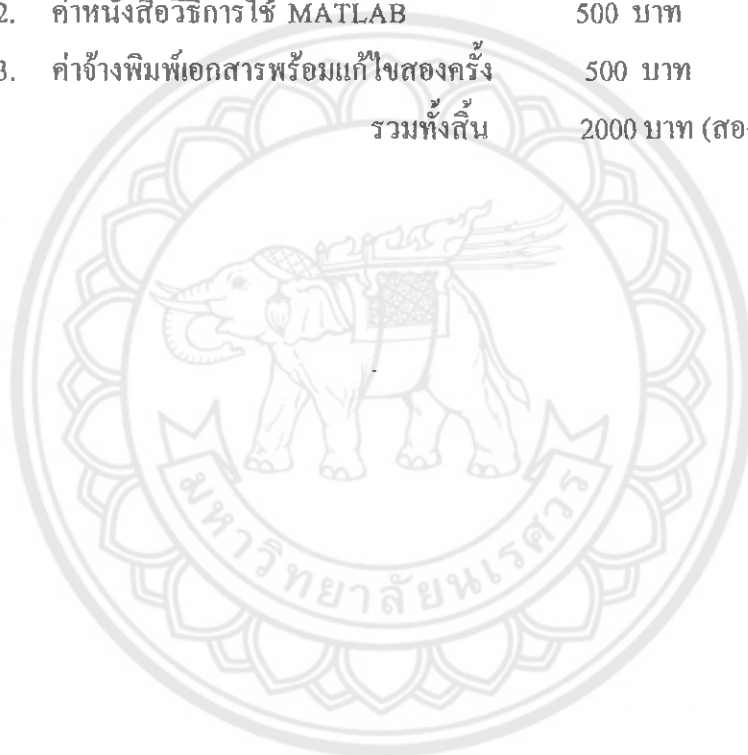 2. ค่าหนังสือวิธีการใช้ MATLAB 500 บาท
3. ค่าจ้างพิมพ์เอกสารพร้อมแก้ไขสองครั้ง 500 บาท
รวมทั้งสิ้น 2000 บาท (สอง
มหาวิทยาลัยนเรศวร